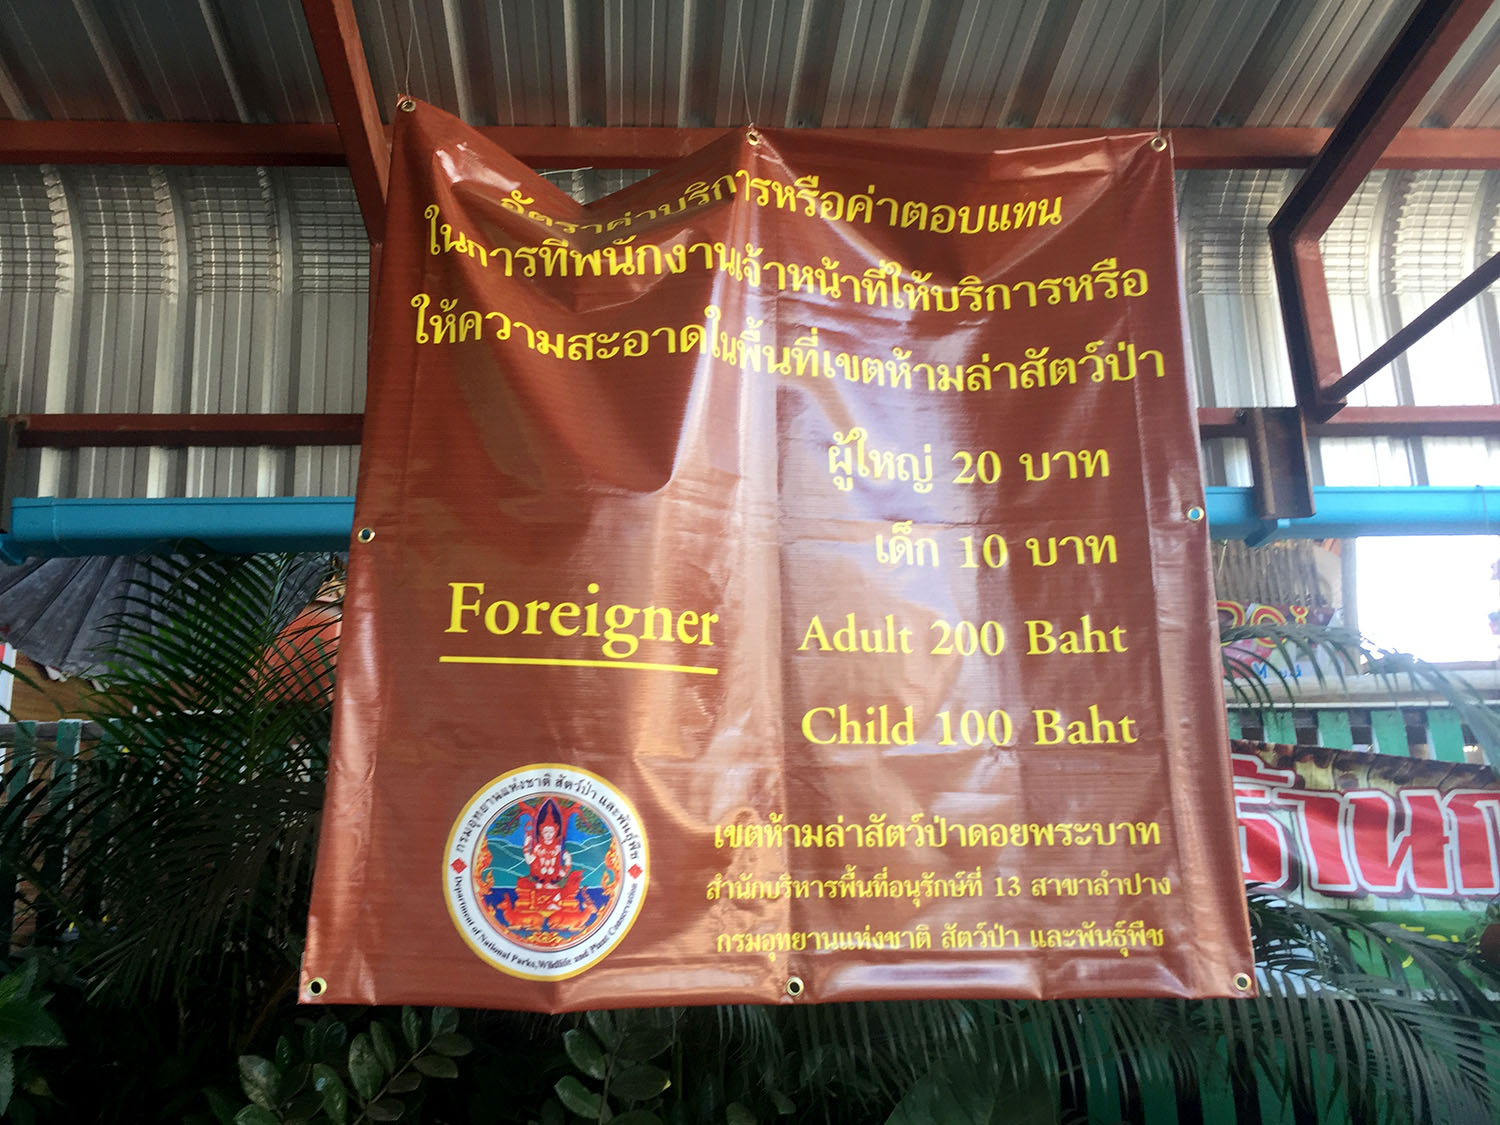 อัตราค่าบริการหรือค่าตอบแทน
ในการที่พนักงานเจ้าหน้าที่ให้บริการหรือ
ให้ความสะอาดในพื้นที่เขตห้ามล่าสัตว์ป่า
ผู้ใหญ่ 20 บาท
เด็ก 10 บาท
Foreigner
Adult 200 Baht
Child 100 Baht
กรมอุทยานแห่งชาติ สัตว์ป่า และพันธุ์พืช
Department of National Parks, Wildlife and Plant Conservation
เขตห้ามล่าสัตว์ป่าดอยพระบาท
สำนักบริหารพื้นที่อนุรักษ์ที่ 13 สาขาลำปาง
กรมอุทยานแห่งชาติ สัตว์ป่า และพันธุ์พืช